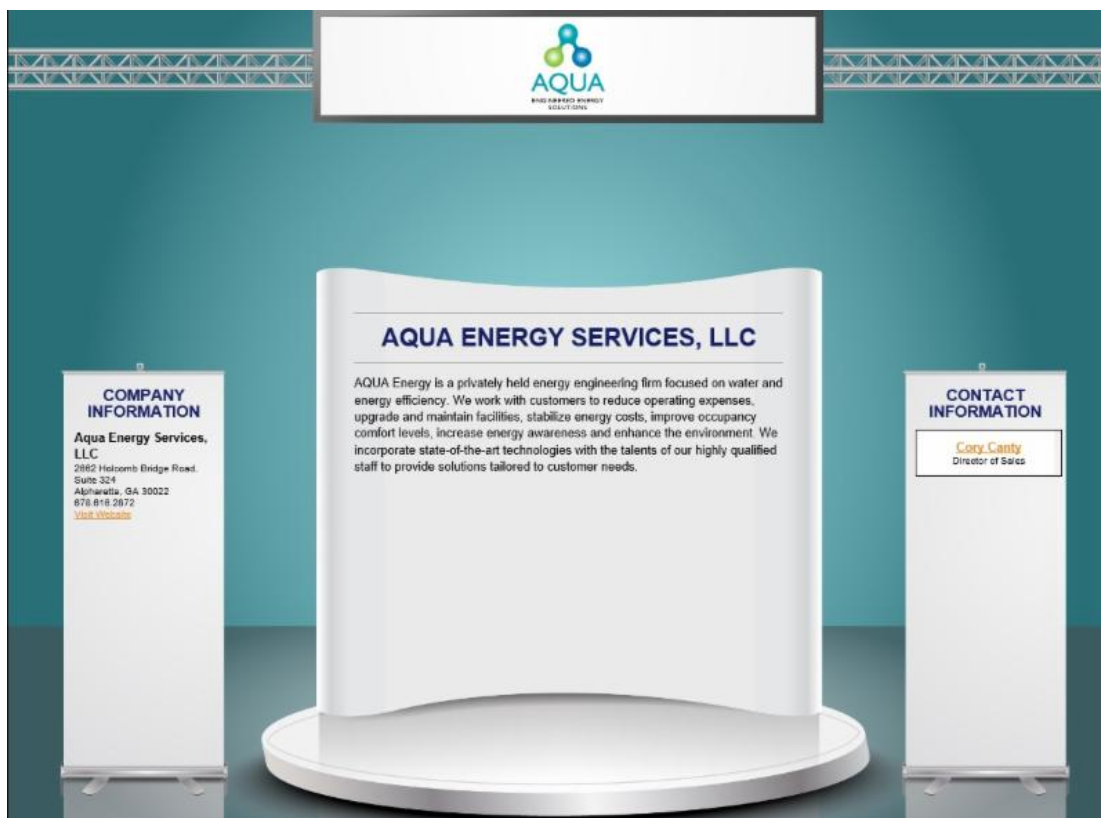 AQUA
ENGINEERED ENERGY
SOLUTIONS
AQUA ENERGY SERVICES, LLC
AQUA Energy is a privately held energy engineering firm focused on water and
energy efficiency. We work with customers to reduce operating expenses,
upgrade and maintain facilities, stabilize energy costs, improve occupancy
comfort levels, increase energy awareness and enhance the environment. We
incorporate state-of-the-art technologies with the talents of our highly qualified
staff to provide solutions tailored to customer needs.
COMPANY
INFORMATION
Aqua Energy Services,
LLC
2662 Holcomb Bridge Road.
Suite 324
Alpharetta, GA 30022
Visit Website
CONTACT
INFORMATION
Cory Canty
Director of Sales